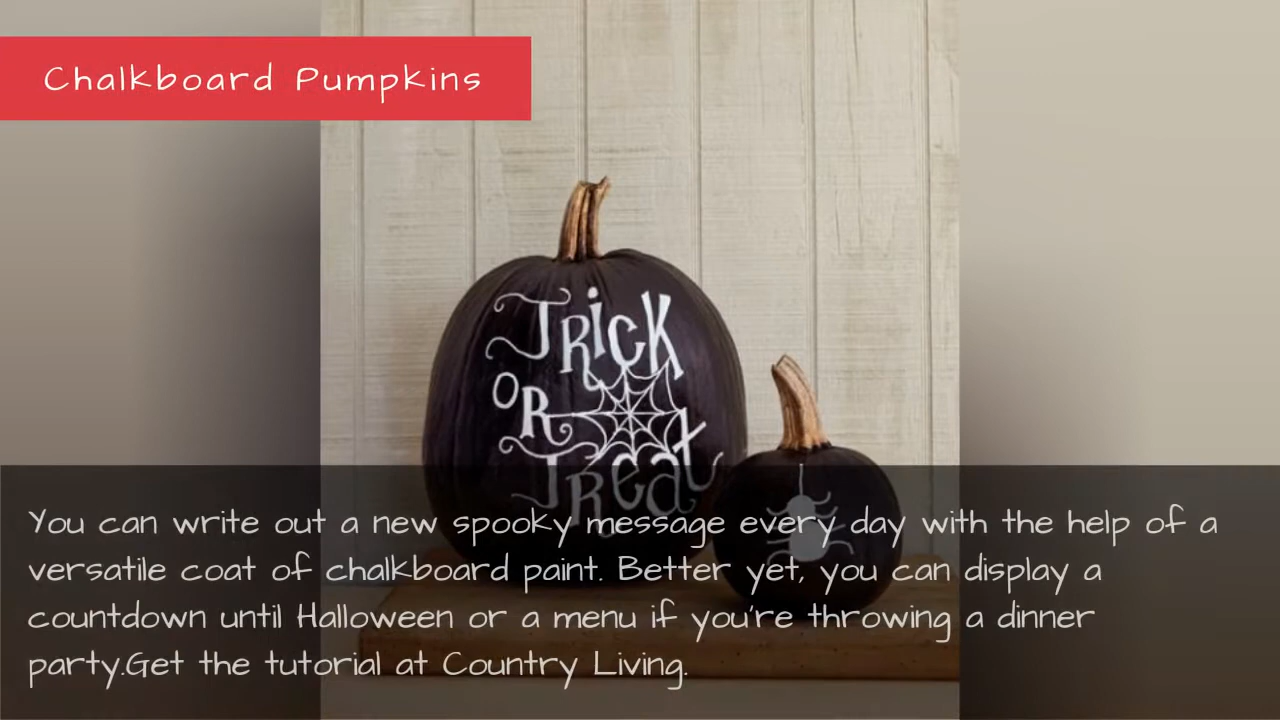 Chalkboard Pumpkins
TRicK
OR
TReat
You can write out a new spooky message every day with the help of a
versatile coat of chalkboard paint. Better yet, you can display a
countdown until Halloween or a menu if you're throwing a dinner
party.Get the tutorial at Country Living.